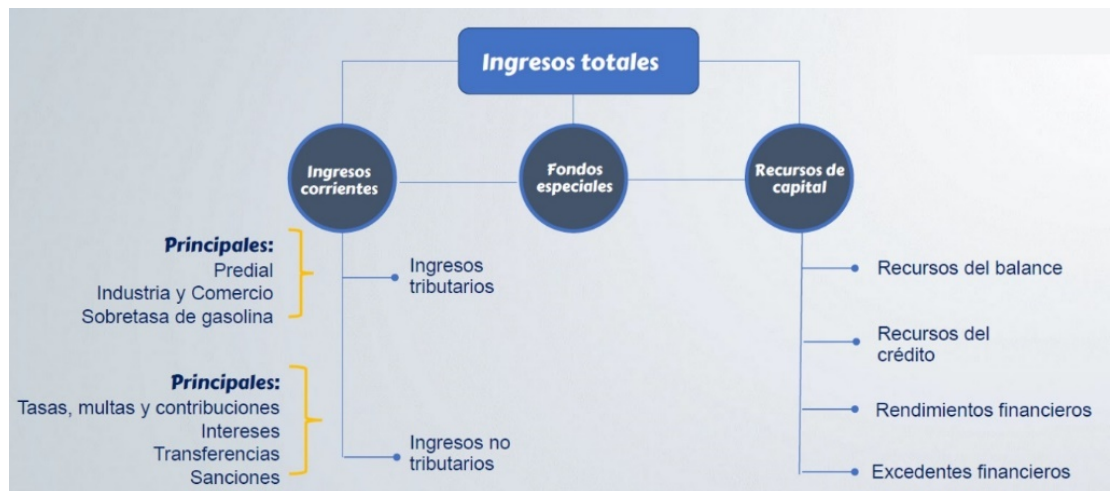 Ingresos totales
Ingresos
corrientes
Fondos
especiales
Recursos de
capital
Principales:
Predial
Industria y Comercio
Sobretasa de gasolina
Ingresos
tributarios
Principales:
Tasas, multas y contribuciones
Intereses
Transferencias
Sanciones
Ingresos no
tributarios
Recursos del balance
Recursos del
crédito
Rendimientos financieros
Excedentes financieros